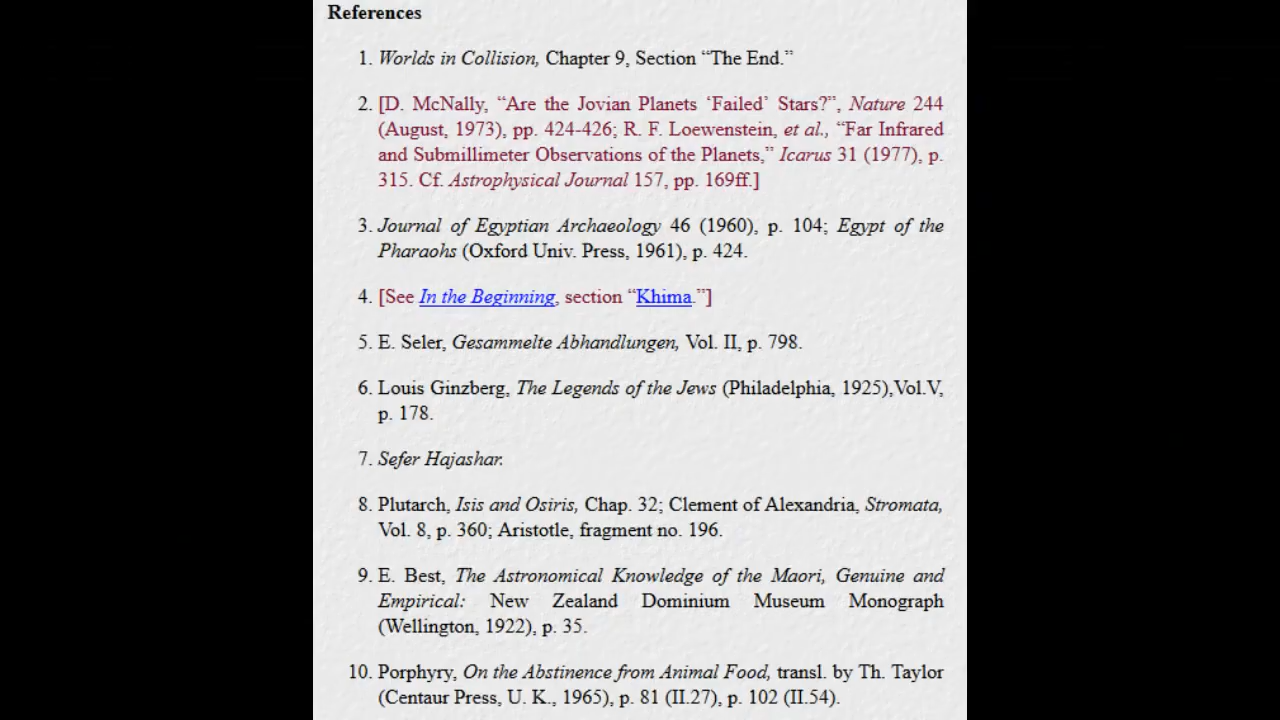 References
1. Worlds in Collision, Chapter 9, Section “The End.”
2. [D. McNally, “Are the Jovian Planets ‘Failed’ Stars?”, Nature 244
(August, 1973), pp. 424-426; R. F. Loewenstein, et al., “Far Infrared
and Submillimeter Observations of the Planets,” Icarus 31 (1977), p.
315. Cf. Astrophysical Journal 157, pp. 169ff.]
3. Journal of Egyptian Archaeology 46 (1960), p. 104; Egypt of the
Pharaohs (Oxford Univ. Press, 1961), p. 424.
4. [See In the Beginning, section “Khima.”]
5. E. Seler, Gesammelte Abhandlungen, Vol. II, p. 798.
6. Louis Ginzberg, The Legends of the Jews (Philadelphia, 1925),Vol.V,
p. 178.
7. Sefer Hajashar.
8. Plutarch, Isis and Osiris, Chap. 32; Clement of Alexandria, Stromata,
Vol. 8, p. 360; Aristotle, fragment no. 196.
9. E. Best, The Astronomical Knowledge of the Maori, Genuine and
Empirical: New Zealand Dominium Museum Monograph
(Wellington, 1922), p. 35.
10. Porphyry, On the Abstinence from Animal Food, transl. by Th. Taylor
(Centaur Press, U. K., 1965), p. 81 (II.27), p. 102 (II.54).